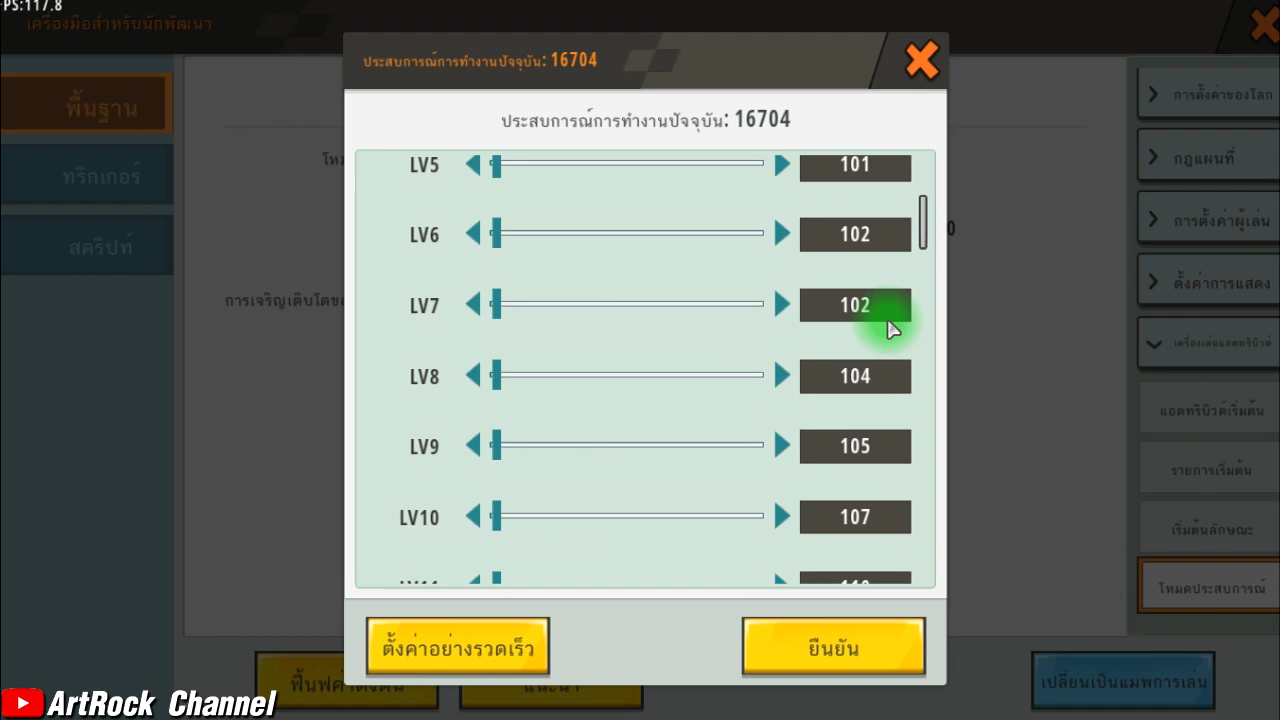 PS:117.8
เครื่องมือสำหรับนักพัฒนา
ประสบการณ์การทำงานปัจจุบัน: 16704
ประสบการณ์การทำงานปัจจุบัน: 16704
พื้นฐาน
ทริกเกอร์
สคริปท์
โหม
การเจริญเติบโตขอ
LV5 101
LV6 102
LV7 102
LV8 104
LV9 105
LV10 107
LV11 110
ตั้งค่าอย่างรวดเร็ว
ยืนยัน
การตั้งค่าของโลก
กฎแผนที่
การตั้งค่าผู้เล่น
0
ตั้งค่าการแสดง
เครื่องเล่นแอตทริบิวต์
แอตทริบิวต์เริ่มต้น
รายการเริ่มต้น
เริ่มต้นลักษณะ
โหมดประสบการณ์
แนะนำ
เปลี่ยนเป็นแมพการเล่น
ArtRock Channel